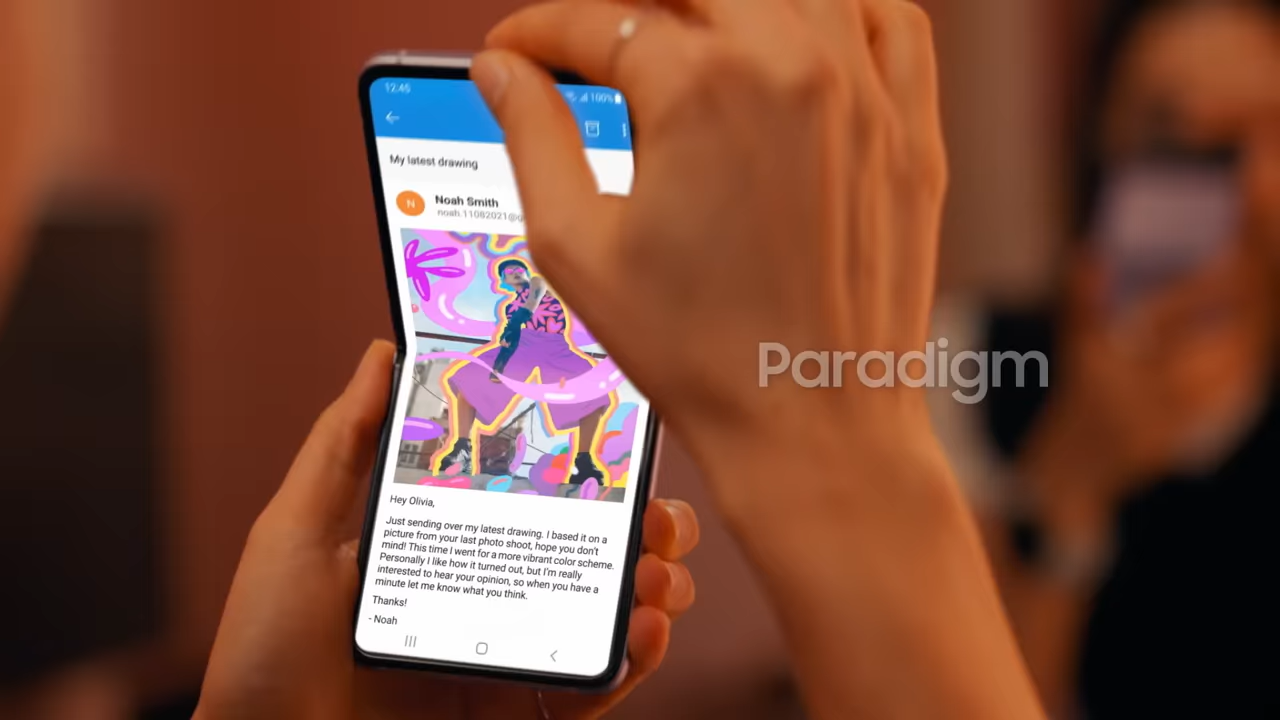 12:45
100%
My latest drawing
N
Noah Smith
noah.11082021@g
Paradigm
Hey Olivia,
Just sending over my latest drawing. I based it on a
picture from your last photo shoot, hope you don't
mind! This time I went for a more vibrant color scheme.
Personally I like how it turned out, but I'm really
interested to hear your opinion, so when you have a
minute let me know what you think.
Thanks!
- Noah